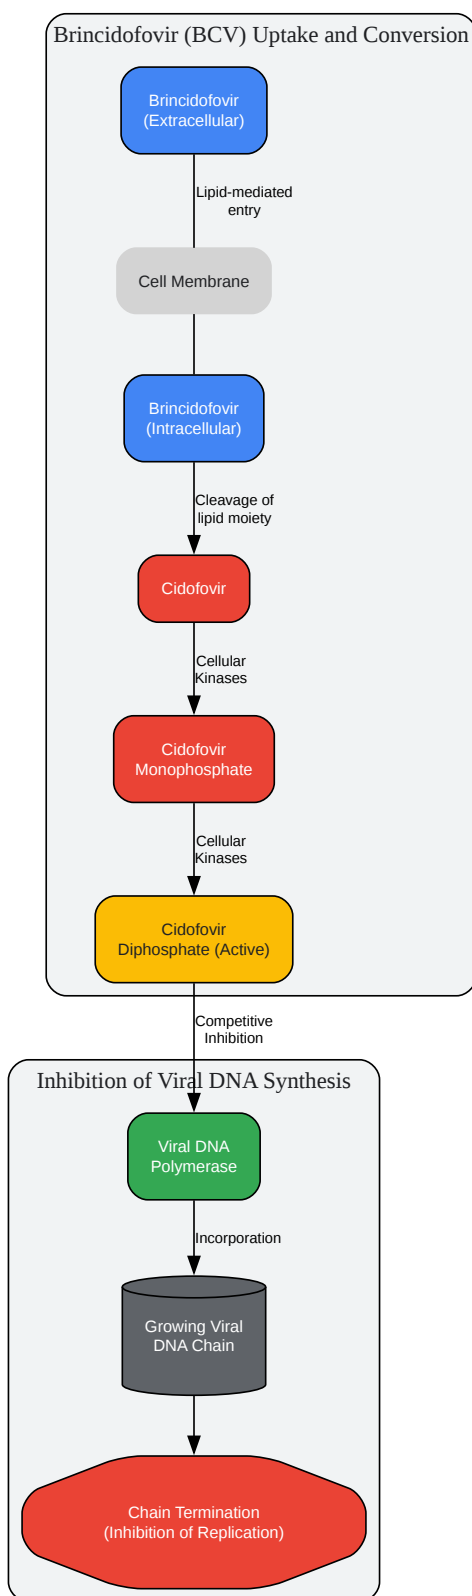 Brincidofovir (BCV) Uptake and Conversion
Brincidofovir
(Extracellular)
Lipid-mediated
entry
Cell Membrane
Brincidofovir
(Intracellular)
Cleavage of
lipid moiety
Cidofovir
Cellular
Kinases
Cidofovir
Monophosphate
Cellular
Kinases
Cidofovir
Diphosphate (Active)
Competitive
Inhibition
Inhibition of Viral DNA Synthesis
Viral DNA
Polymerase
Incorporation
Growing Viral
DNA Chain
Chain Termination
(Inhibition of Replication)